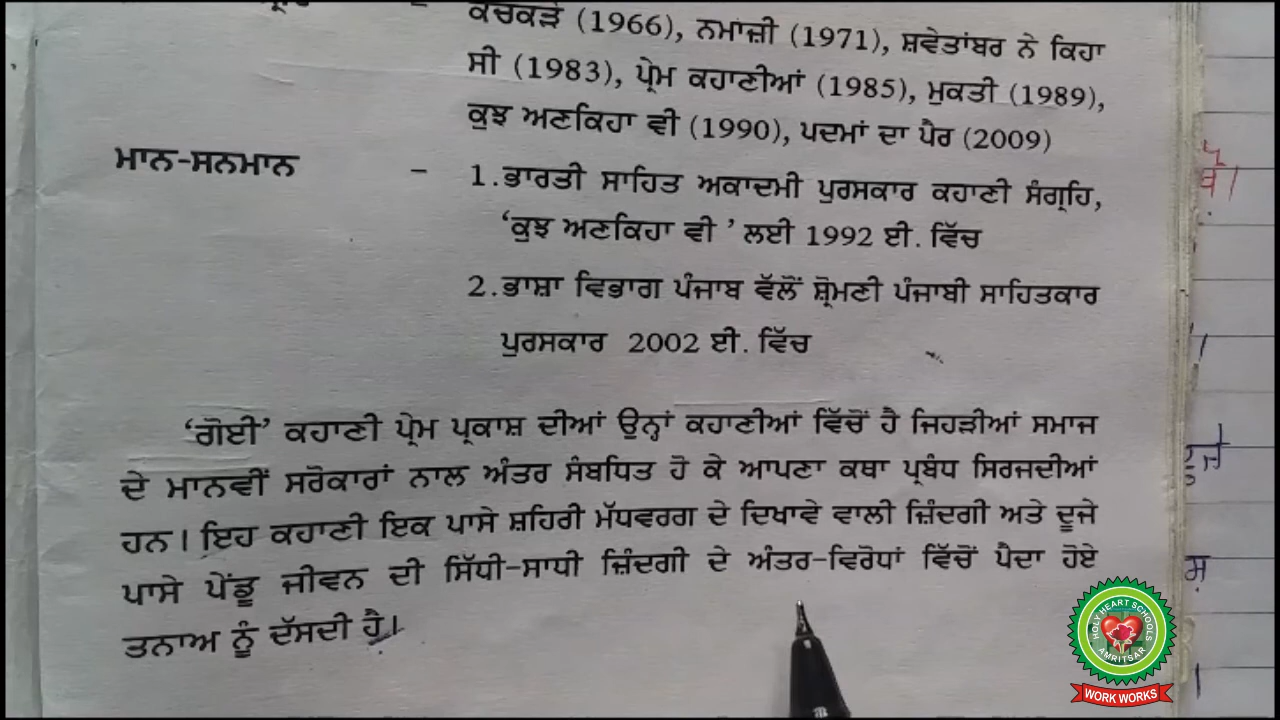 ਕਚਕੜੇ (1966), ਨਮਾਜ਼ੀ (1971), ਸ਼ਵੇਤਾਂਬਰ ਨੇ ਕਿਹਾ
ਸੀ (1983), ਪ੍ਰੇਮ ਕਹਾਣੀਆਂ (1985), ਮੁਕਤੀ (1989),
ਕੁਝ ਅਣਕਿਹਾ ਵੀ (1990), ਪਦਮਾਂ ਦਾ ਪੈਰ (2009)
ਮਾਨ-ਸਨਮਾਨ – 1. ਭਾਰਤੀ ਸਾਹਿਤ ਅਕਾਦਮੀ ਪੁਰਸਕਾਰ ਕਹਾਣੀ ਸੰਗ੍ਰਹਿ,
'ਕੁਝ ਅਣਕਿਹਾ ਵੀ ' ਲਈ 1992 ਈ. ਵਿੱਚ
2. ਭਾਸ਼ਾ ਵਿਭਾਗ ਪੰਜਾਬ ਵੱਲੋਂ ਸ਼੍ਰੋਮਣੀ ਪੰਜਾਬੀ ਸਾਹਿਤਕਾਰ
ਪੁਰਸਕਾਰ 2002 ਈ. ਵਿੱਚ
'ਗੋਈ' ਕਹਾਣੀ ਪ੍ਰੇਮ ਪ੍ਰਕਾਸ਼ ਦੀਆਂ ਉਨ੍ਹਾਂ ਕਹਾਣੀਆਂ ਵਿੱਚੋਂ ਹੈ ਜਿਹੜੀਆਂ ਸਮਾਜ
ਦੇ ਮਾਨਵੀਂ ਸਰੋਕਾਰਾਂ ਨਾਲ ਅੰਤਰ ਸੰਬਧਿਤ ਹੋ ਕੇ ਆਪਣਾ ਕਥਾ ਪ੍ਰਬੰਧ ਸਿਰਜਦੀਆਂ
ਹਨ। ਇਹ ਕਹਾਣੀ ਇਕ ਪਾਸੇ ਸ਼ਹਿਰੀ ਮੱਧਵਰਗ ਦੇ ਦਿਖਾਵੇ ਵਾਲੀ ਜ਼ਿੰਦਗੀ ਅਤੇ ਦੂਜੇ
ਪਾਸੇ ਪੇਂਡੂ ਜੀਵਨ ਦੀ ਸਿੱਧੀ-ਸਾਧੀ ਜ਼ਿੰਦਗੀ ਦੇ ਅੰਤਰ-ਵਿਰੋਧਾਂ ਵਿੱਚੋਂ ਪੈਦਾ ਹੋਏ
ਤਨਾਅ ਨੂੰ ਦੱਸਦੀ ਹੈ।
HOLY HEART SCHOOLS
AMRITSAR
WORK WORKS